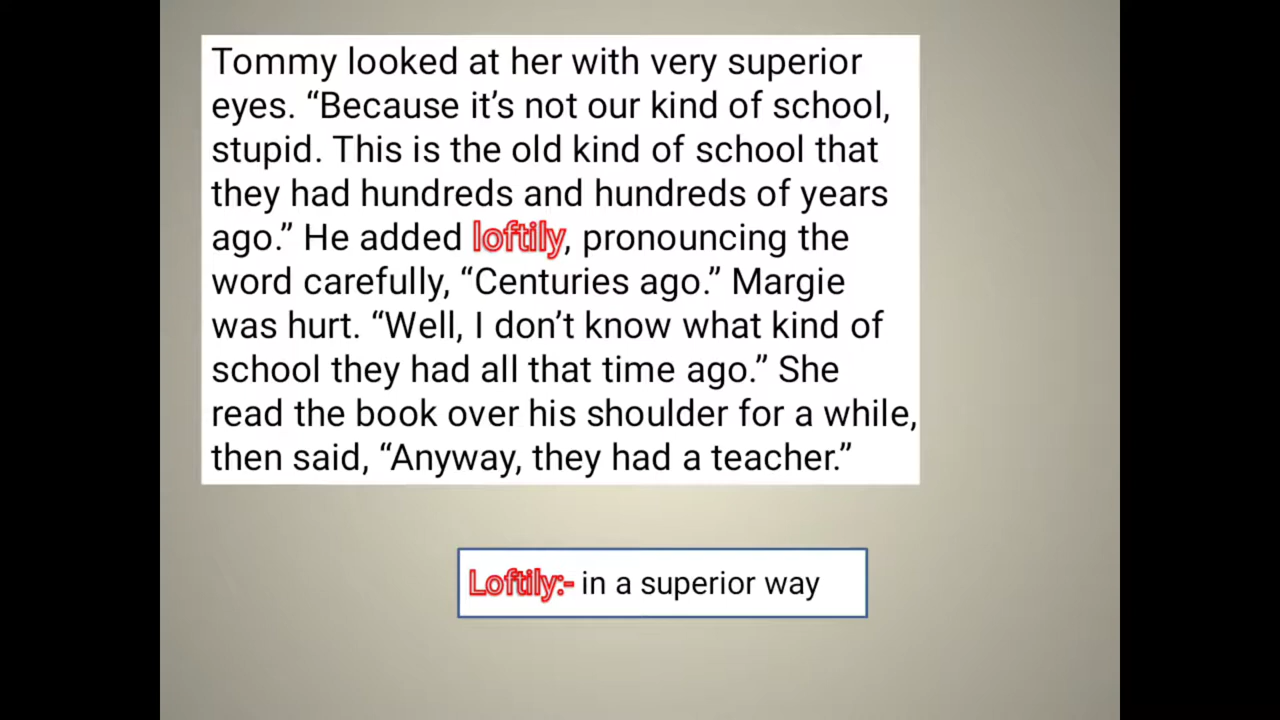 Tommy looked at her with very superior
eyes. “Because it’s not our kind of school,
stupid. This is the old kind of school that
they had hundreds and hundreds of years
ago.” He added loftily, pronouncing the
word carefully, “Centuries ago.” Margie
was hurt. “Well, I don’t know what kind of
school they had all that time ago.” She
read the book over his shoulder for a while,
then said, “Anyway, they had a teacher.”
Loftily:- in a superior way